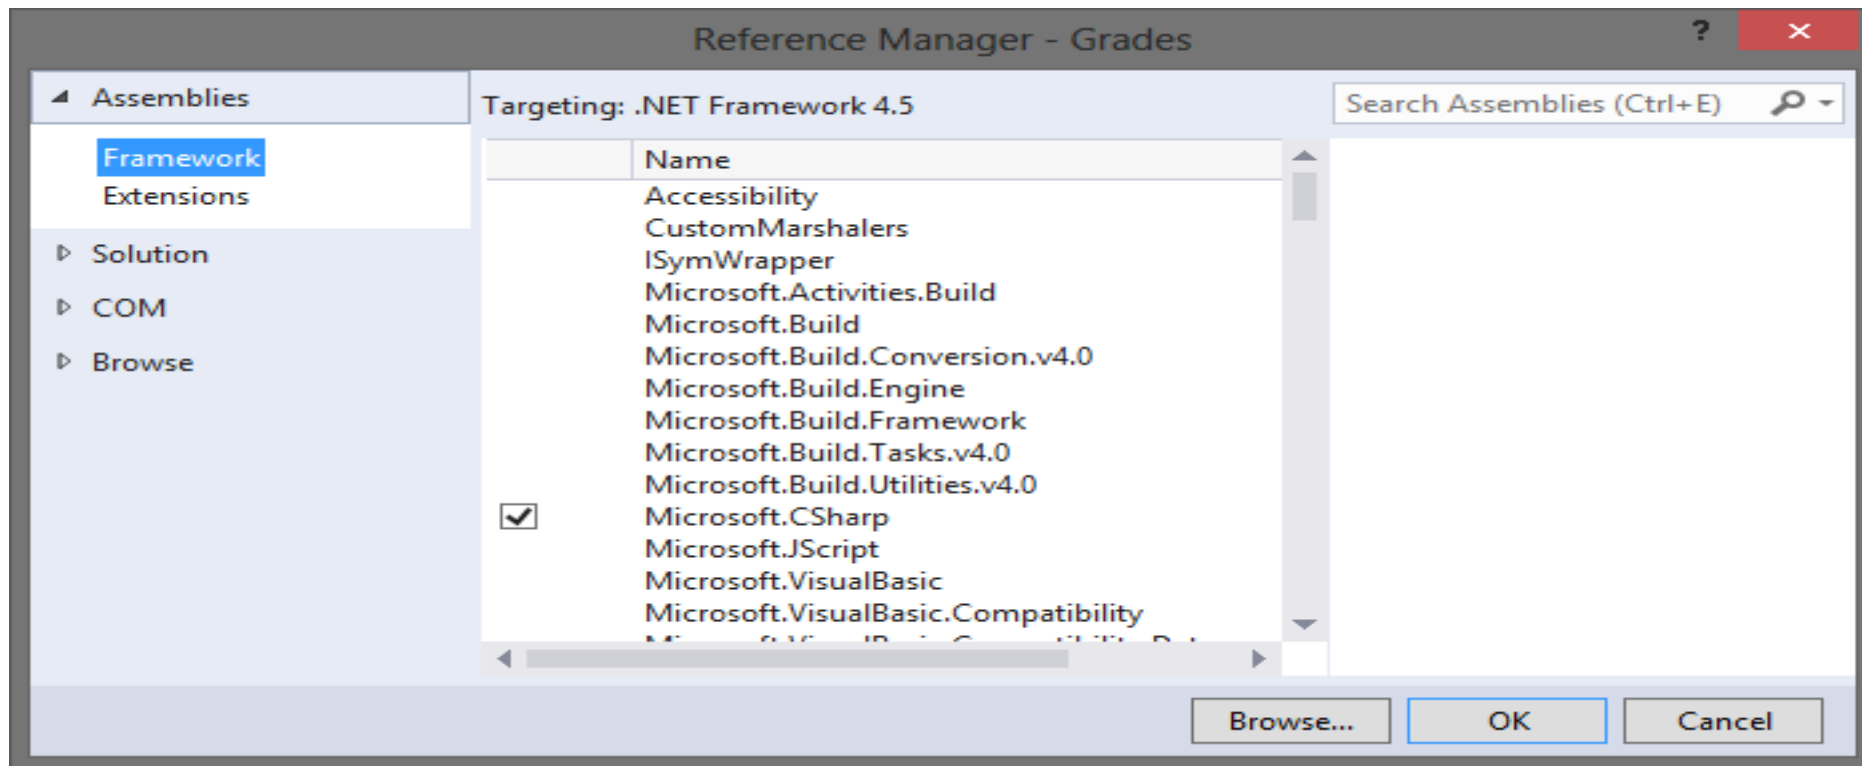 Reference Manager - Grades
?
Assemblies
Framework
Extensions
Solution
COM
Browse
Targeting: .NET Framework 4.5
Search Assemblies (Ctrl+E)
Name
Accessibility
CustomMarshalers
ISymWrapper
Microsoft.Activities.Build
Microsoft.Build
Microsoft.Build.Conversion.v4.0
Microsoft.Build.Engine
Microsoft.Build.Framework
Microsoft.Build.Tasks.v4.0
Microsoft.Build.Utilities.v4.0
Microsoft.CSharp
Microsoft.JScript
Microsoft.VisualBasic
Microsoft.VisualBasic.Compatibility
Browse...
OK
Cancel